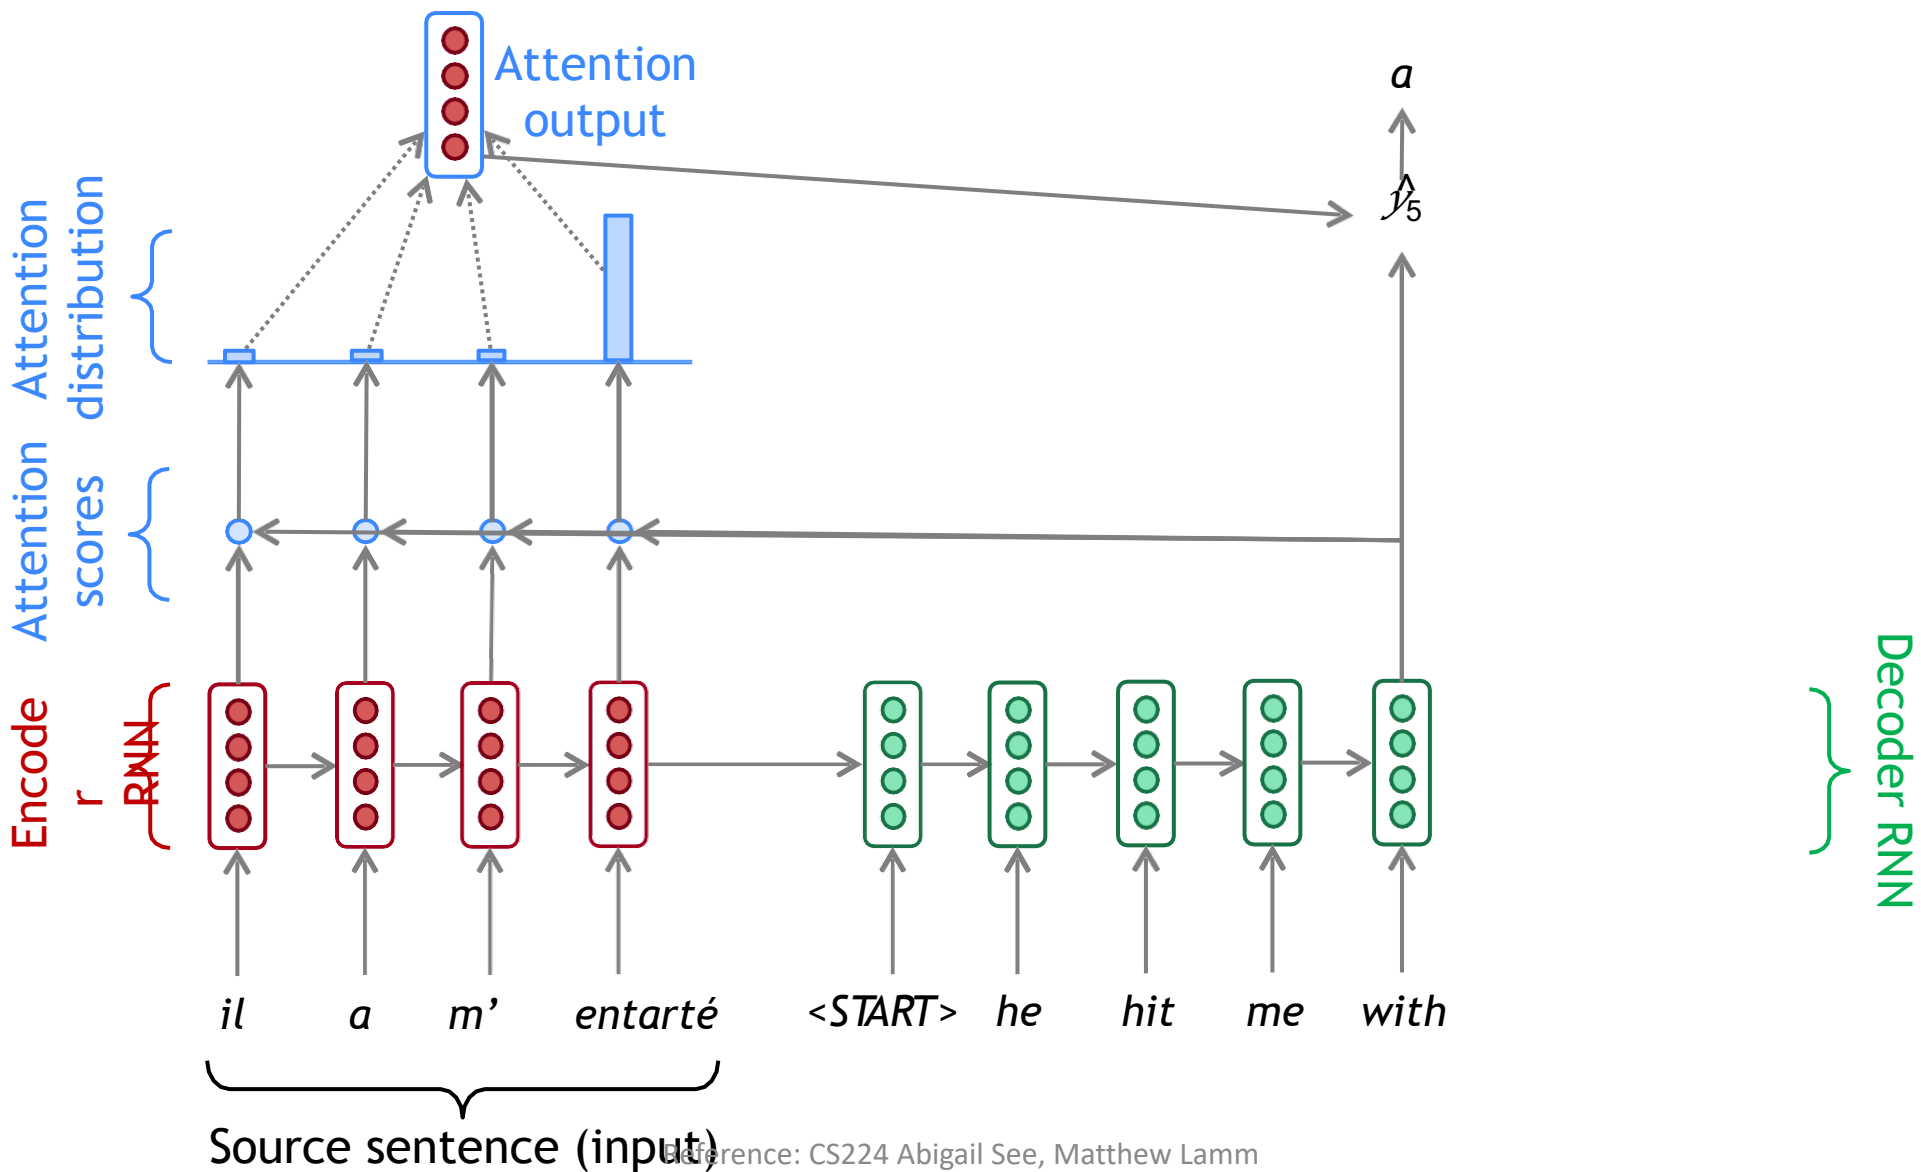 Attention
output
a
ŷ5
Attention
distribution
Attention
scores
Encode
r
RNN
Decoder RNN
il a m’ entarté <START> he hit me with
Source sentence (input)
Reference: CS224 Abigail See, Matthew Lamm